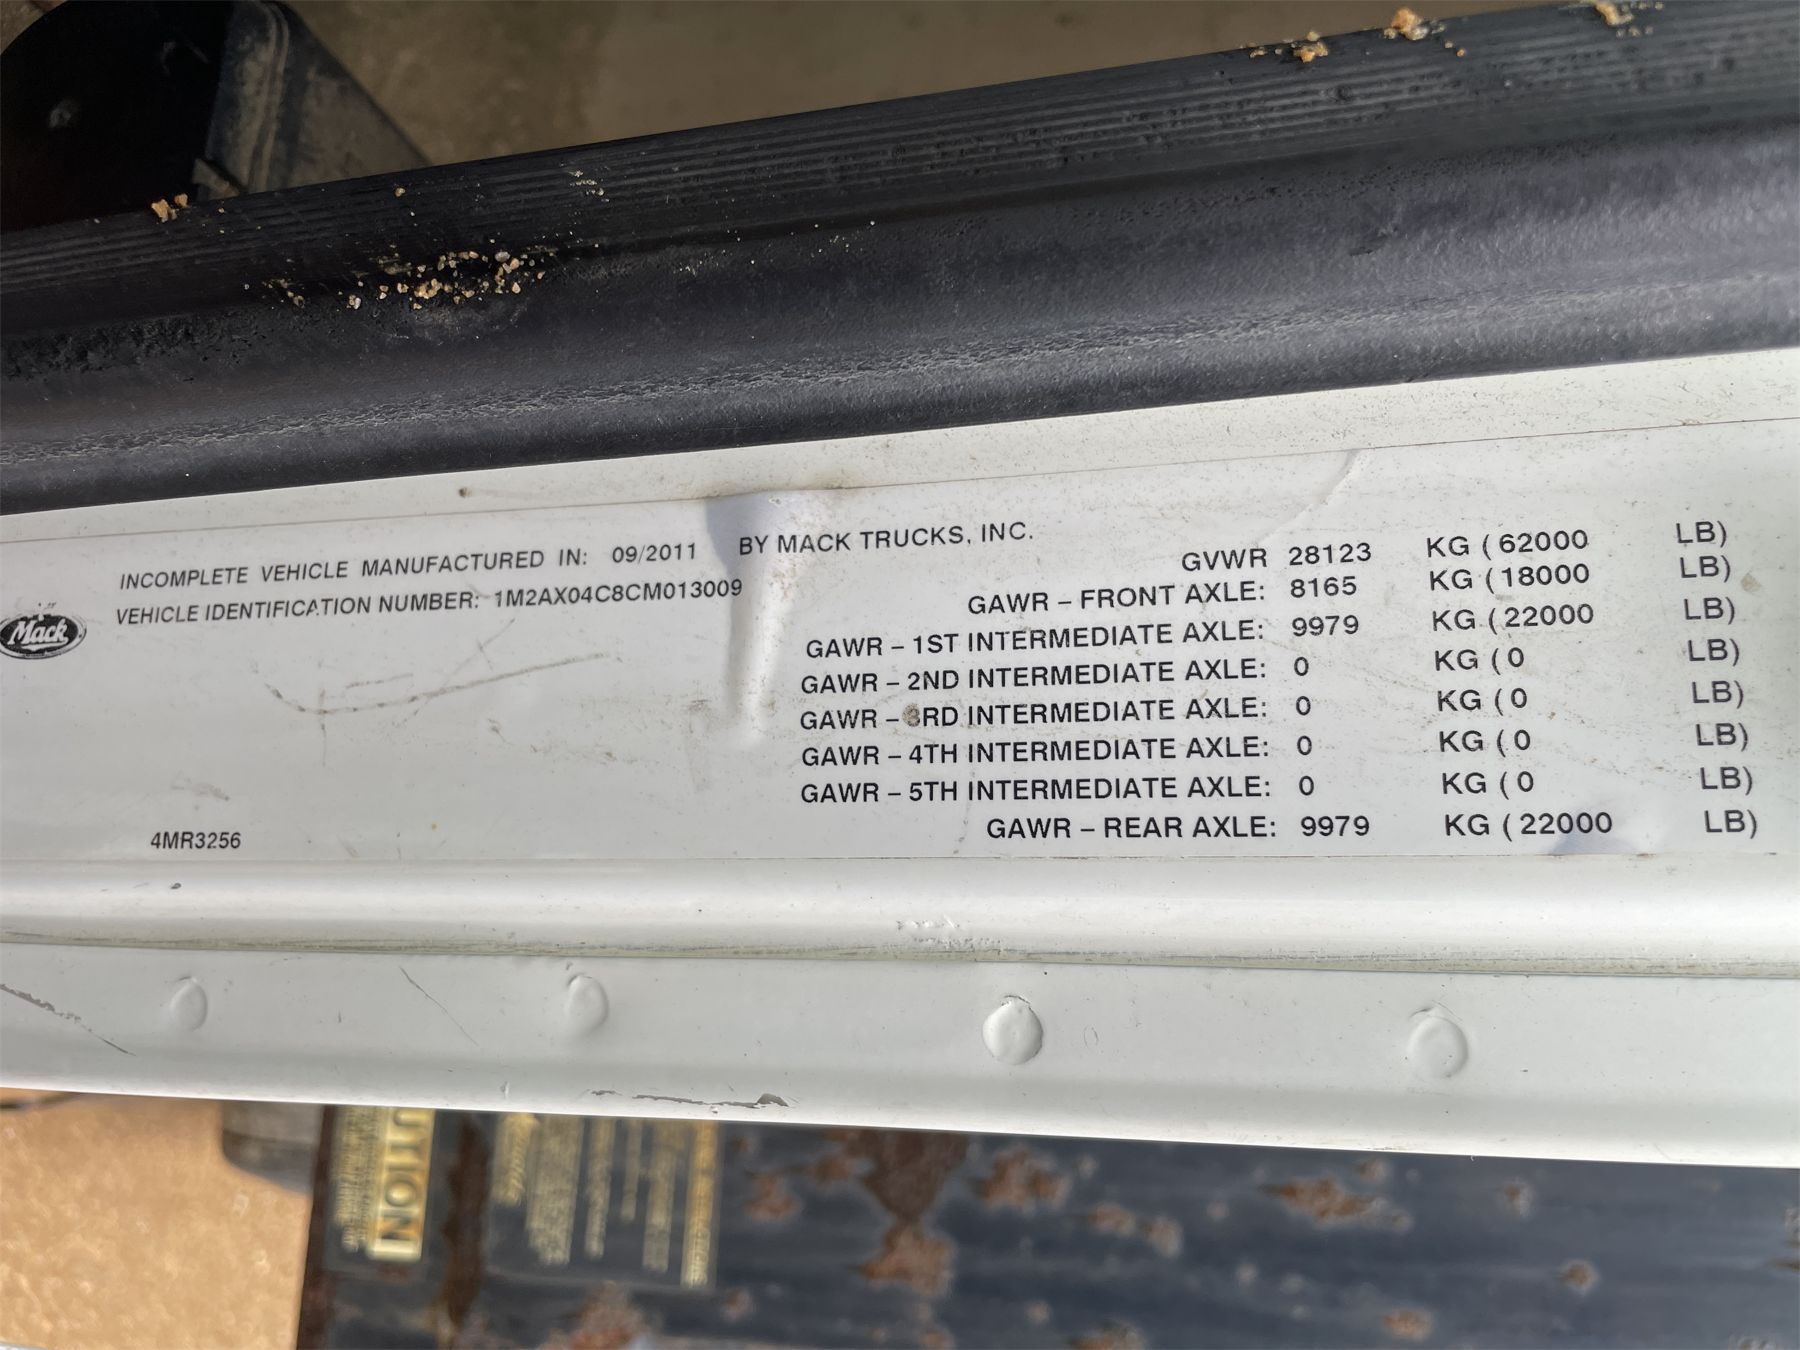 INCOMPLETE VEHICLE MANUFACTURED IN: 09/2011 BY MACK TRUCKS, INC.
VEHICLE IDENTIFICATION NUMBER: 1M2AX04C8CM013009
Mack
GVWR 28123 KG (62000 LB)
GAWR - FRONT AXLE: 8165 KG (18000 LB)
GAWR - 1ST INTERMEDIATE AXLE: 9979 KG (22000 LB)
GAWR - 2ND INTERMEDIATE AXLE: 0 KG (0 LB)
GAWR - 3RD INTERMEDIATE AXLE: 0 KG (0 LB)
GAWR - 4TH INTERMEDIATE AXLE: 0 KG (0 LB)
GAWR - 5TH INTERMEDIATE AXLE: 0 KG (0 LB)
GAWR - REAR AXLE: 9979 KG (22000 LB)
4MR3256
UTION